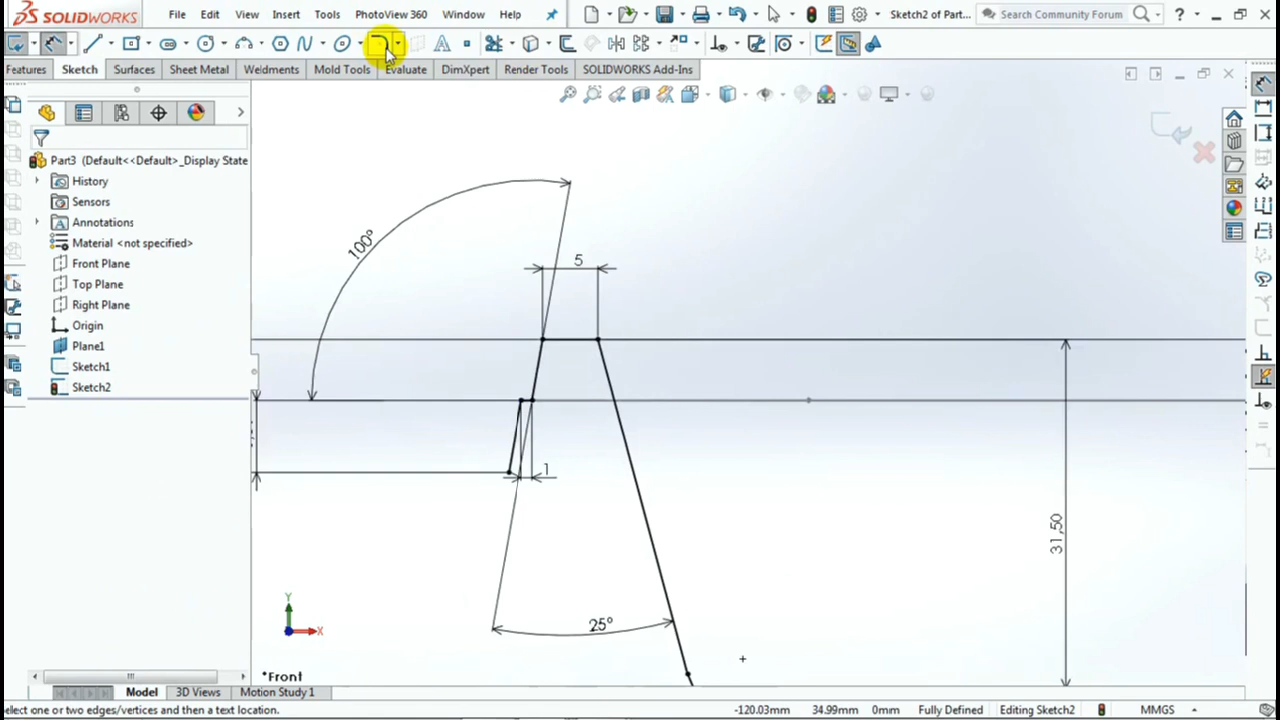 SOLIDWORKS File Edit View Insert Tools PhotoView 360 Window Help Sketch2 of Part... Search Community Forum
Features Sketch Surfaces Sheet Metal Weldments Mold Tools Evaluate DimXpert Render Tools SOLIDWORKS Add-Ins
Part3 (Default<<Default>_Display State
History
Sensors
Annotations
Material <not specified>
Front Plane
Top Plane
Right Plane
Origin
Plane1
Sketch1
Sketch2
100°
5
1
31,50
25°
Y
X
*Front
Model 3D Views Motion Study 1
elect one or two edges/vertices and then a text location. -120.03mm 34.99mm 0mm Fully Defined Editing Sketch2 MMGS